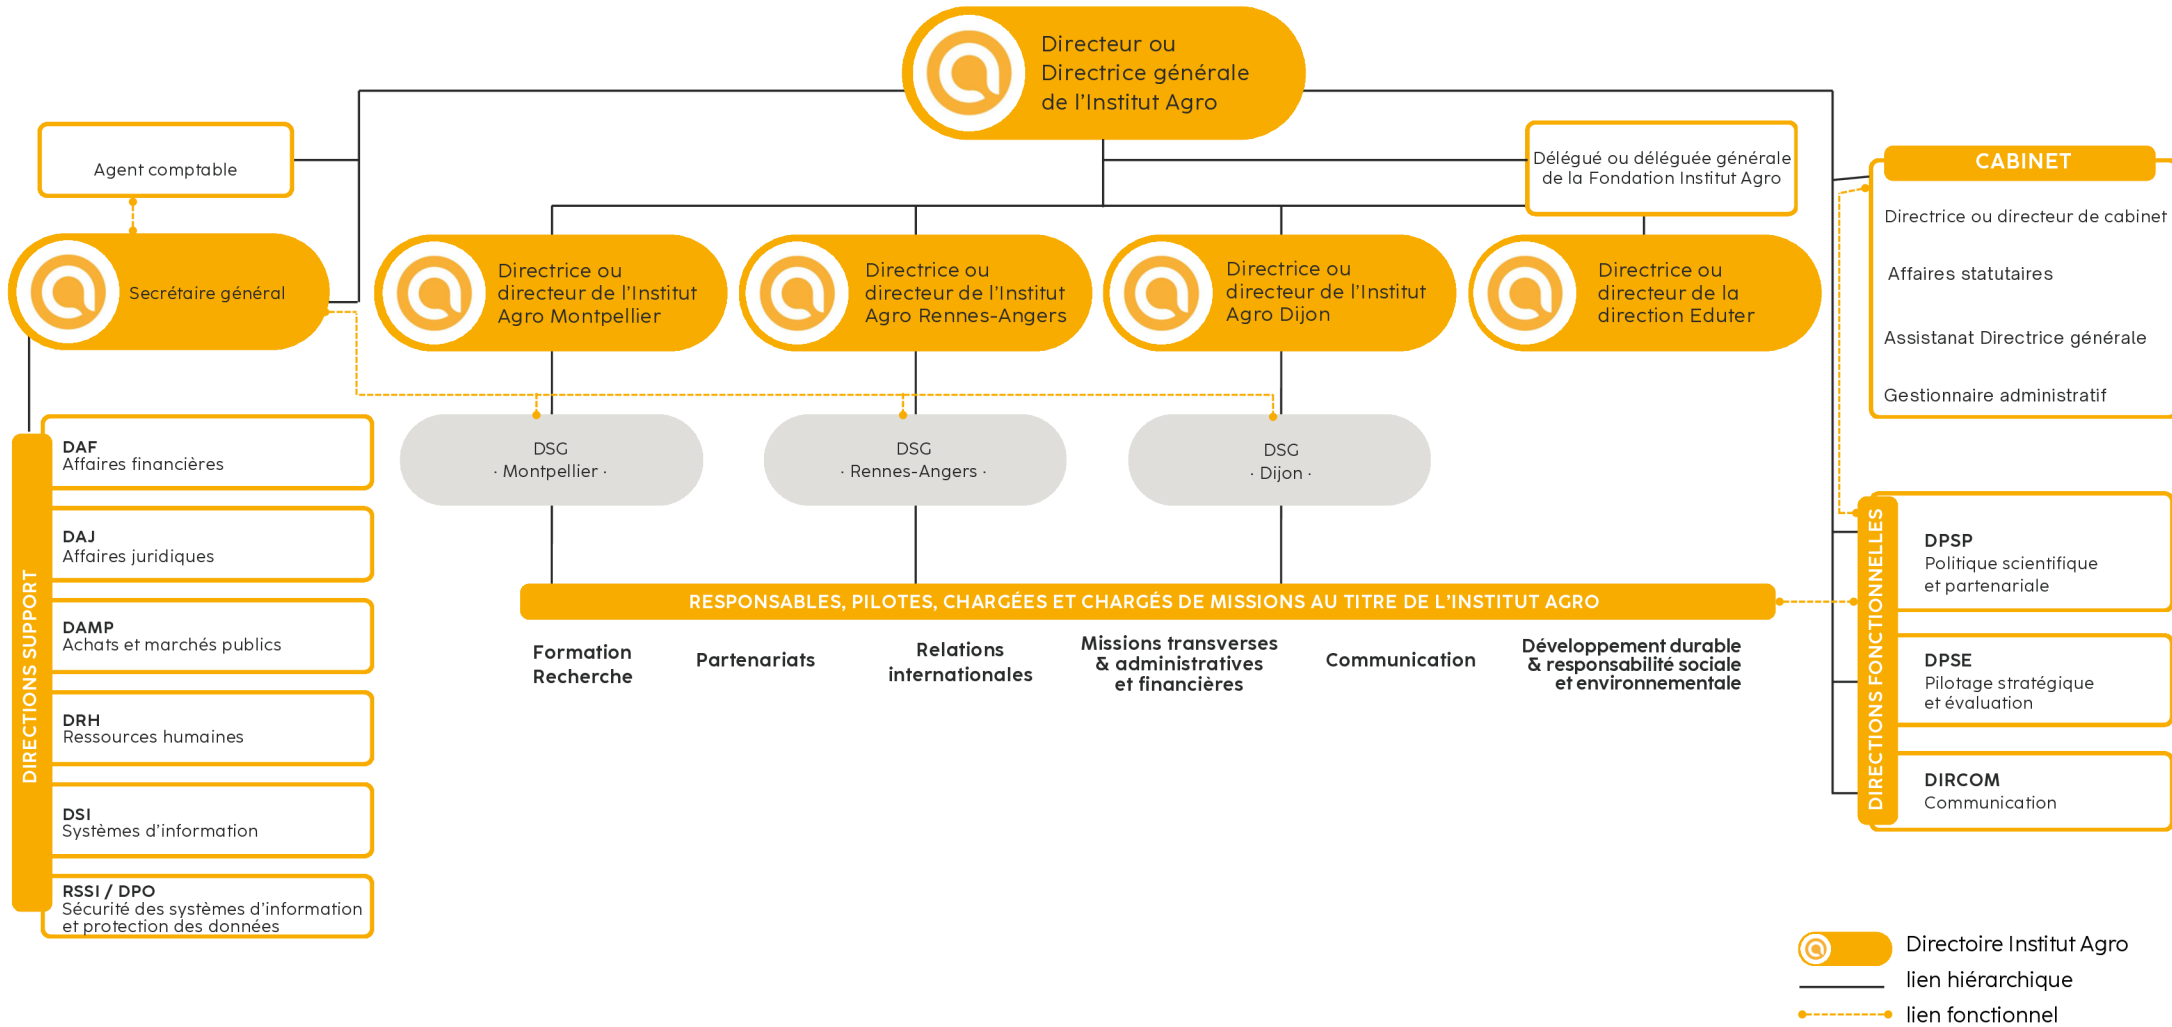 Directeur ou
Directrice générale
de l'Institut Agro
Agent comptable
Délégué ou déléguée générale
de la Fondation Institut Agro
CABINET
Directrice ou directeur de cabinet
Affaires statutaires
Assistanat Directrice générale
Gestionnaire administratif
Secrétaire général
Directrice ou
directeur de l'Institut
Agro Montpellier
Directrice ou
directeur de l'Institut
Agro Rennes-Angers
Directrice ou
directeur de l'Institut
Agro Dijon
Directrice ou
directeur de la
direction Eduter
DSG
· Montpellier ·
DSG
· Rennes-Angers ·
DSG
· Dijon ·
DIRECTIONS SUPPORT
DAF
Affaires financières
DAJ
Affaires juridiques
DAMP
Achats et marchés publics
DRH
Ressources humaines
DSI
Systèmes d'information
RSSI / DPO
Sécurité des systèmes d'information
et protection des données
RESPONSABLES, PILOTES, CHARGÉES ET CHARGÉS DE MISSIONS AU TITRE DE L'INSTITUT AGRO
Formation
Recherche
Partenariats
Relations
internationales
Missions transverses
& administratives
et financières
Communication
Développement durable
& responsabilité sociale
et environnementale
DIRECTIONS FONCTIONNELLES
DPSP
Politique scientifique
et partenariale
DPSE
Pilotage stratégique
et évaluation
DIRCOM
Communication
Directoire Institut Agro
lien hiérarchique
lien fonctionnel